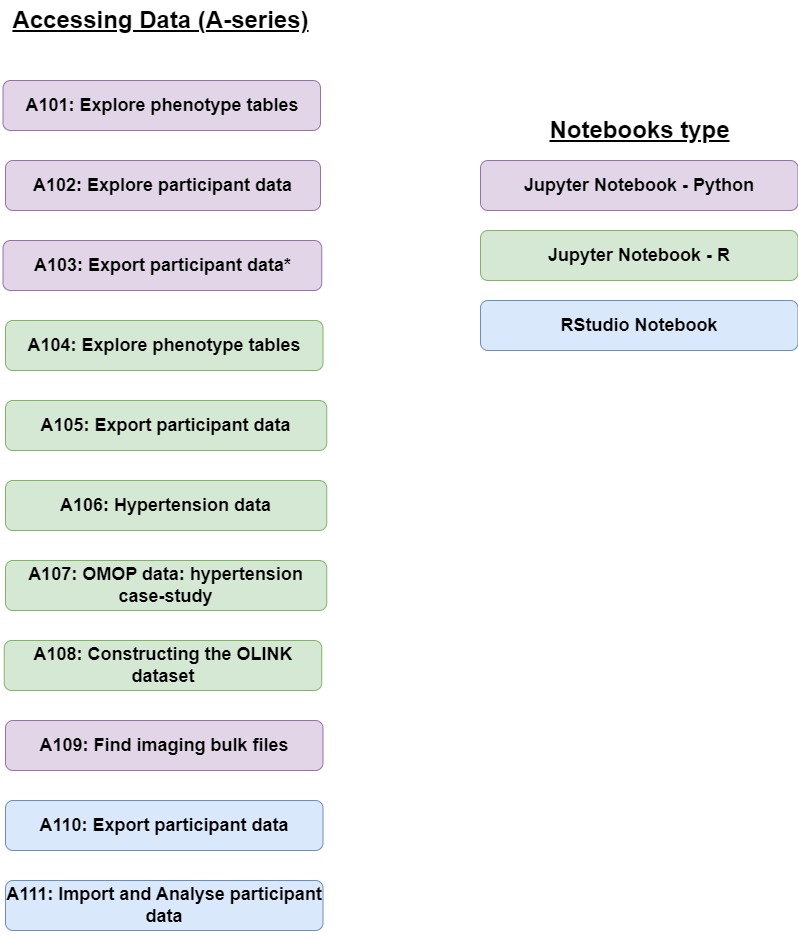 Accessing Data (A-series)
A101: Explore phenotype tables
A102: Explore participant data
A103: Export participant data*
A104: Explore phenotype tables
A105: Export participant data
A106: Hypertension data
A107: OMOP data: hypertension
case-study
A108: Constructing the OLINK
dataset
A109: Find imaging bulk files
A110: Export participant data
A111: Import and Analyse participant
data
Notebooks type
Jupyter Notebook - Python
Jupyter Notebook - R
RStudio Notebook